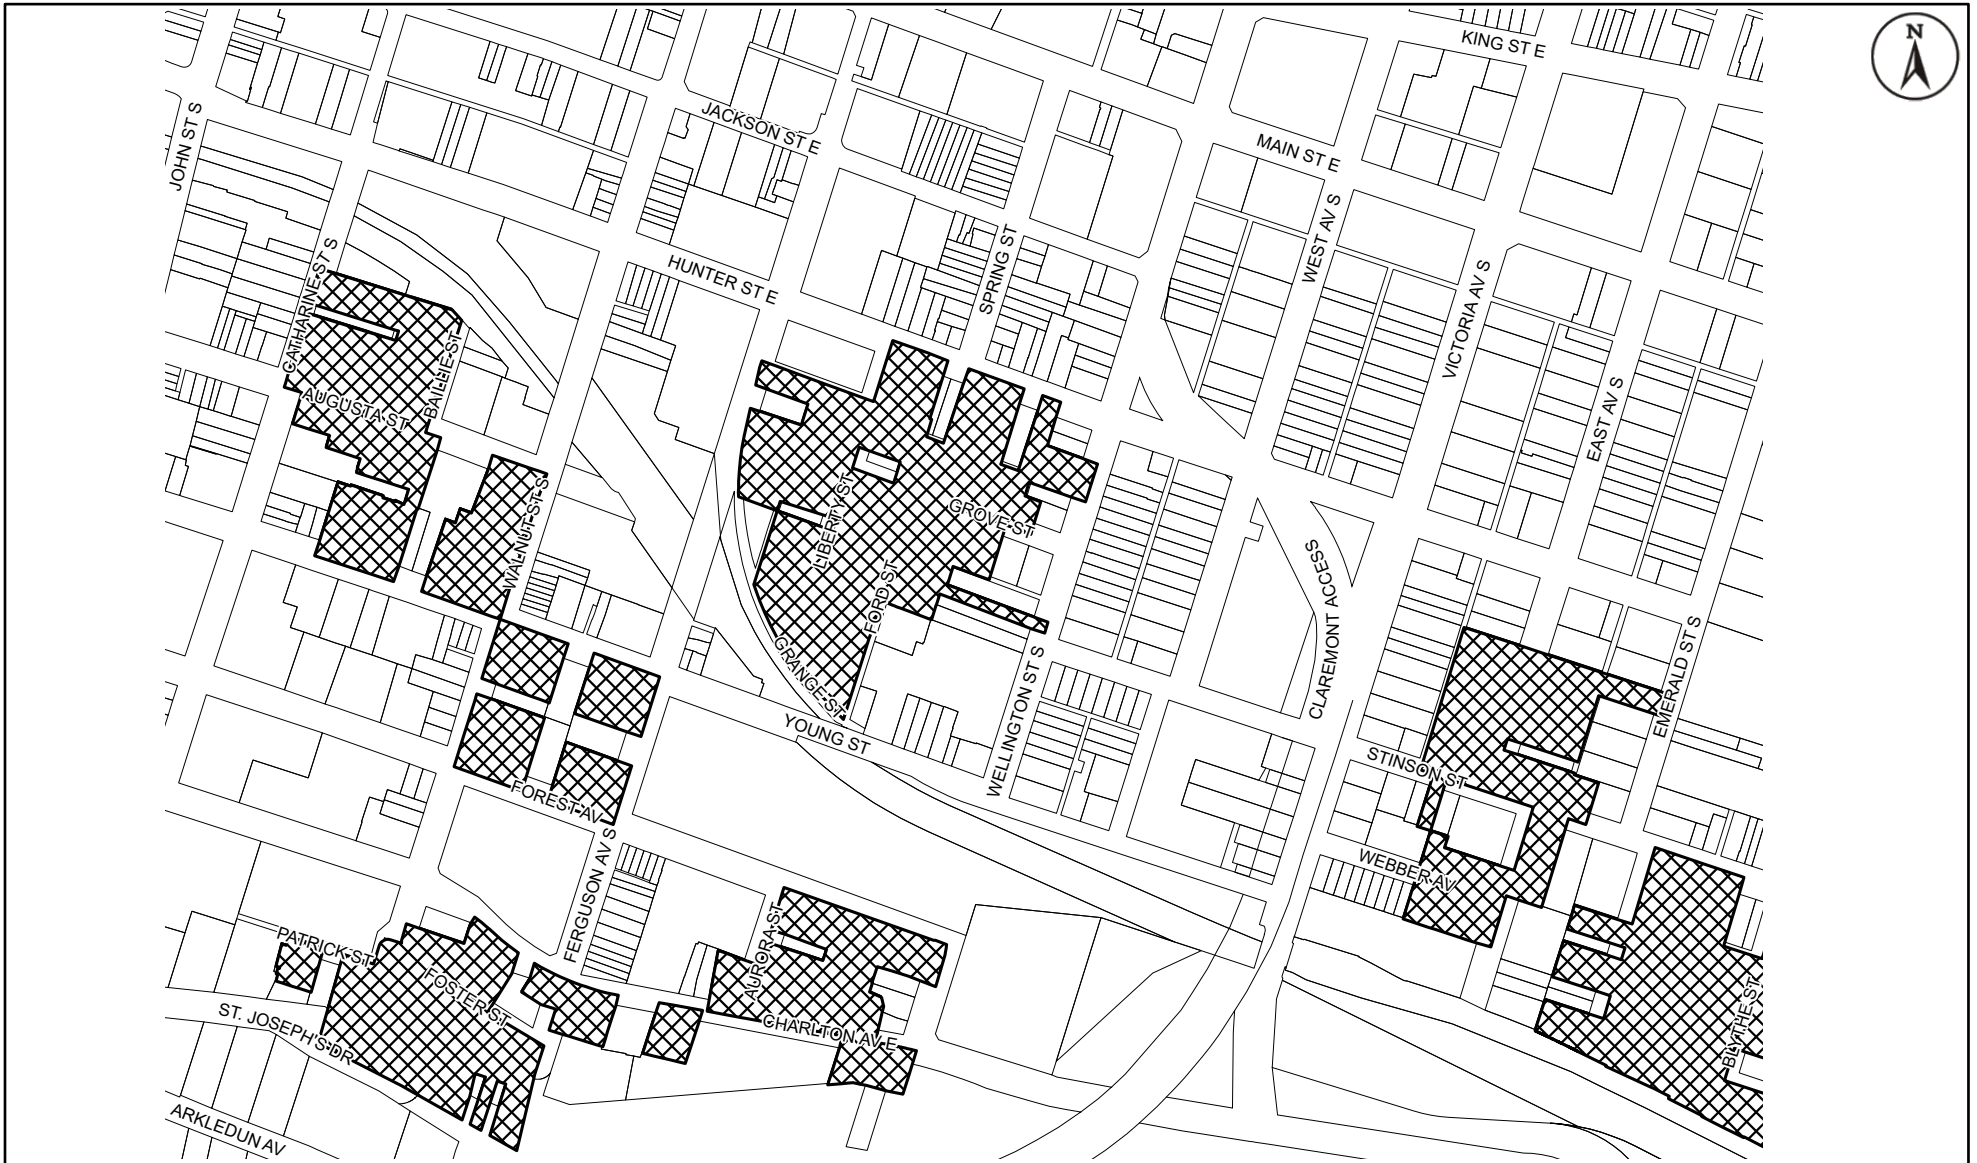 N
KING ST E
JACKSON ST E
JOHN ST S
MAIN ST E
WEST AV S
SPRING ST
CATHARINE ST S
HUNTER ST E
VICTORIA AV S
BAILLIE ST
AUGUSTA ST
EAST AV S
WALNUT ST S
LIBERTY ST
GROVE ST
FORD ST
CLAREMONT ACCESS
GRANGE ST
WELLINGTON ST S
EMERALD ST S
YOUNG ST
STINSON ST
FOREST AV
FERGUSON AV S
WEBBER AV
PATRICK ST
AURORA ST
FOSTER ST
ST. JOSEPH'S DR
CHARLTON AV E
BLYTHE ST
ARKLEDUN AV